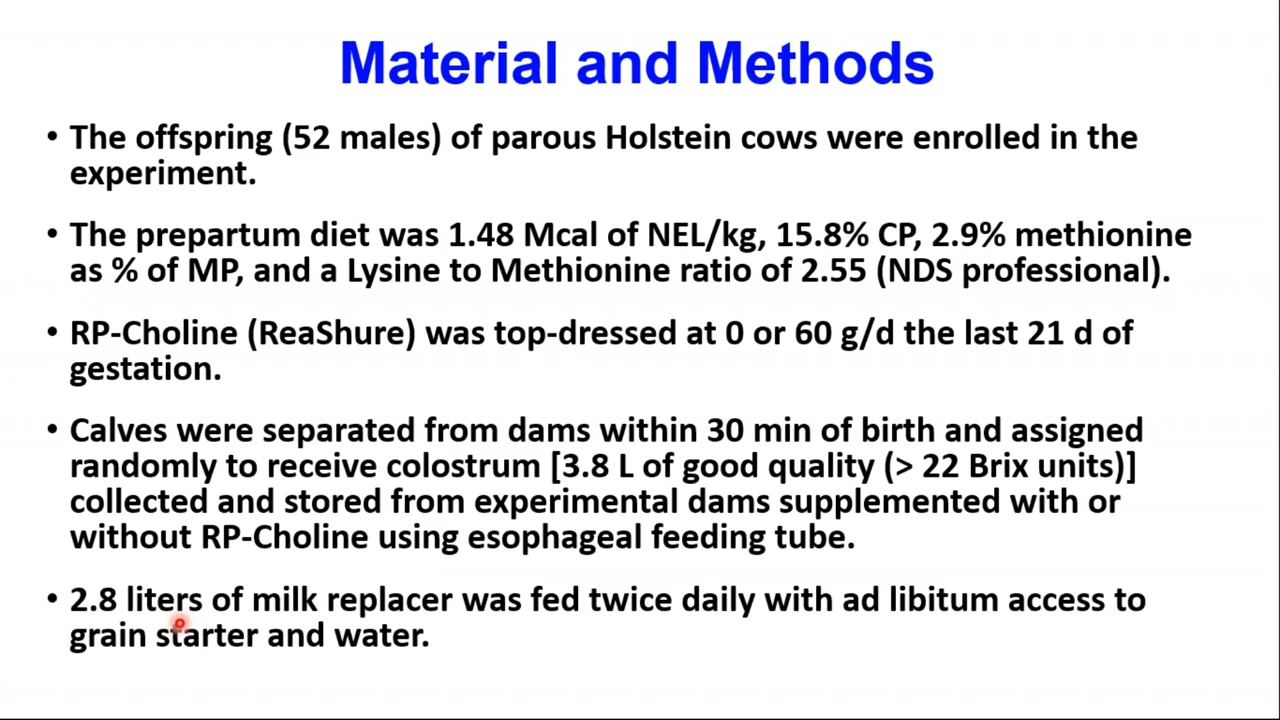 Material and Methods
• The offspring (52 males) of parous Holstein cows were enrolled in the
experiment.
• The prepartum diet was 1.48 Mcal of NEL/kg, 15.8% CP, 2.9% methionine
as % of MP, and a Lysine to Methionine ratio of 2.55 (NDS professional).
• RP-Choline (ReaShure) was top-dressed at 0 or 60 g/d the last 21 d of
gestation.
• Calves were separated from dams within 30 min of birth and assigned
randomly to receive colostrum [3.8 L of good quality (> 22 Brix units)]
collected and stored from experimental dams supplemented with or
without RP-Choline using esophageal feeding tube.
• 2.8 liters of milk replacer was fed twice daily with ad libitum access to
grain starter and water.